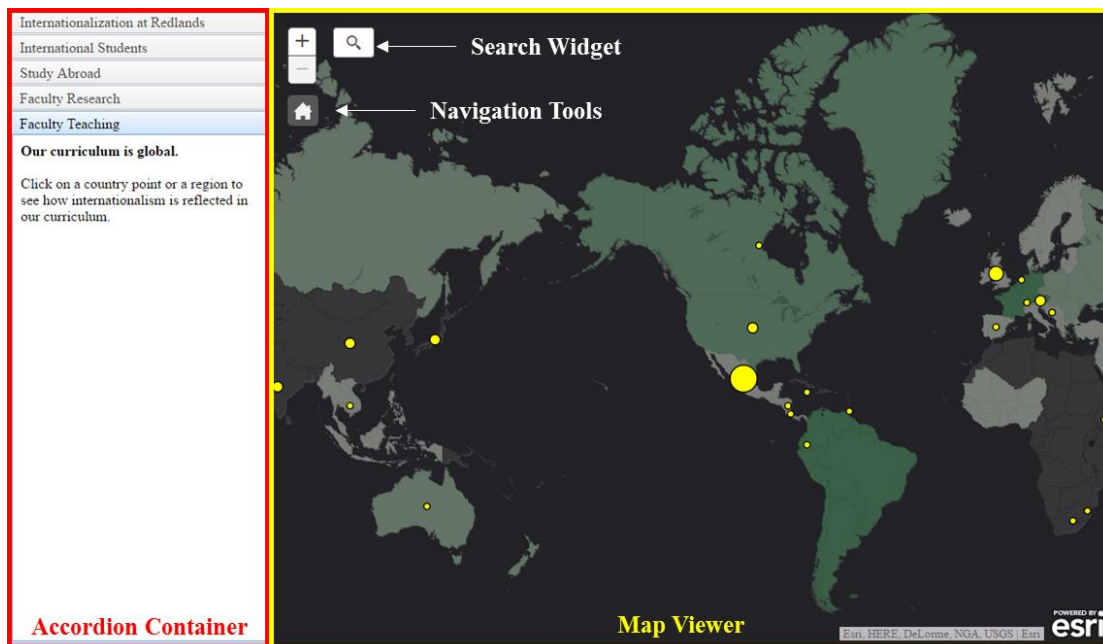 Internationalization at Redlands
International Students
Study Abroad
Faculty Research
Faculty Teaching
Our curriculum is global.
Click on a country point or a region to
see how internationalism is reflected in
our curriculum.
Accordion Container
+
−
Search Widget
Navigation Tools
Map Viewer
Esri, HERE, DeLorme, NGA, USGS | Esri
POWERED BY
esri